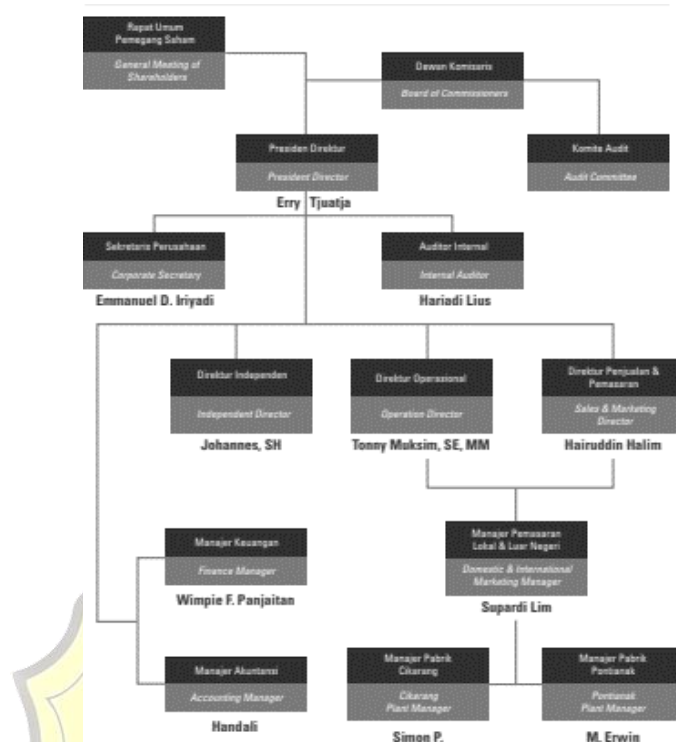 Rapat Umum
Pemegang Saham
General Meeting of
Shareholders
Dewan Komisaris
Board of Commissioners
Presiden Direktur
President Director
Erry Tjuatja
Komite Audit
Audit Committee
Sekretaris Perusahaan
Corporate Secretary
Emmanuel D. Iriyadi
Auditor Internal
Internal Auditor
Hariadi Lius
Direktur Independen
Independent Director
Johannes, SH
Direktur Operasional
Operation Director
Tonny Muksim, SE, MM
Direktur Penjualan &
Pemasaran
Sales & Marketing
Director
Hairuddin Halim
Manajer Keuangan
Finance Manager
Wimpie F. Panjaitan
Manajer Pemasaran
Lokal & Luar Negeri
Domestic & International
Marketing Manager
Supardi Lim
Manajer Akuntansi
Accounting Manager
Handali
Manajer Pabrik
Cikarang
Cikarang
Plant Manager
Simon P.
Manajer Pabrik
Pontianak
Pontianak
Plant Manager
M. Erwin